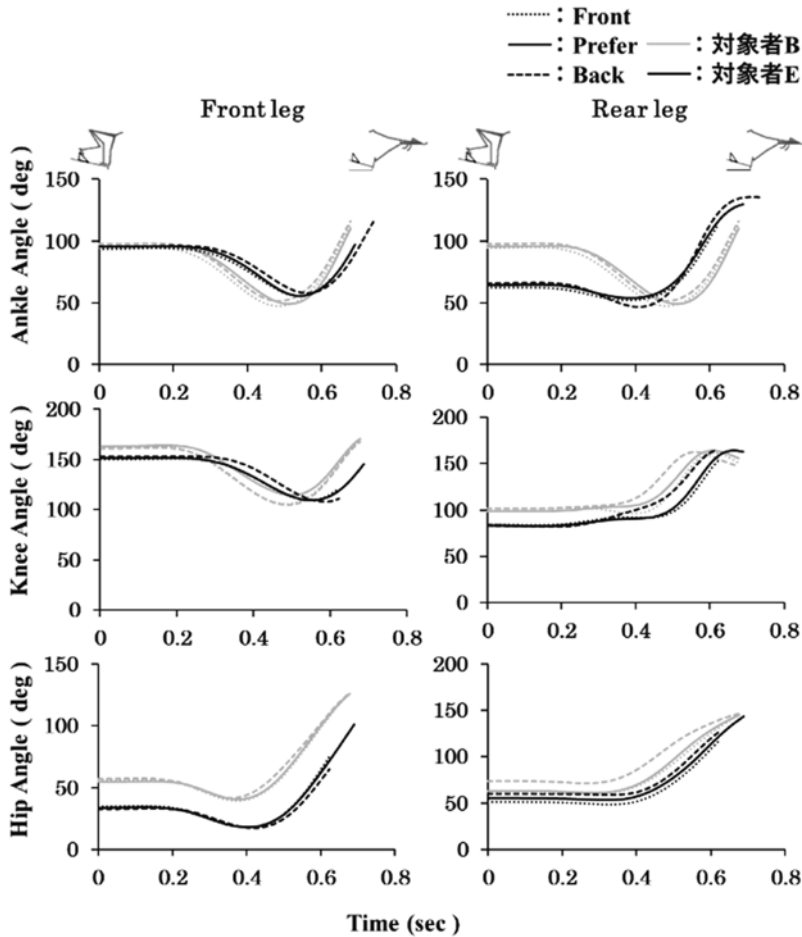 : Front
: Prefer : 対象者B
: Back : 対象者E
Front leg Rear leg
Ankle Angle ( deg )
150
100
50
0
0 0.2 0.4 0.6 0.8
150
100
50
0
0 0.2 0.4 0.6 0.8
Knee Angle ( deg )
200
150
100
50
0
0 0.2 0.4 0.6 0.8
200
150
100
50
0
0 0.2 0.4 0.6 0.8
Hip Angle ( deg )
150
100
50
0
0 0.2 0.4 0.6 0.8
200
150
100
50
0
0 0.2 0.4 0.6 0.8
Time (sec )